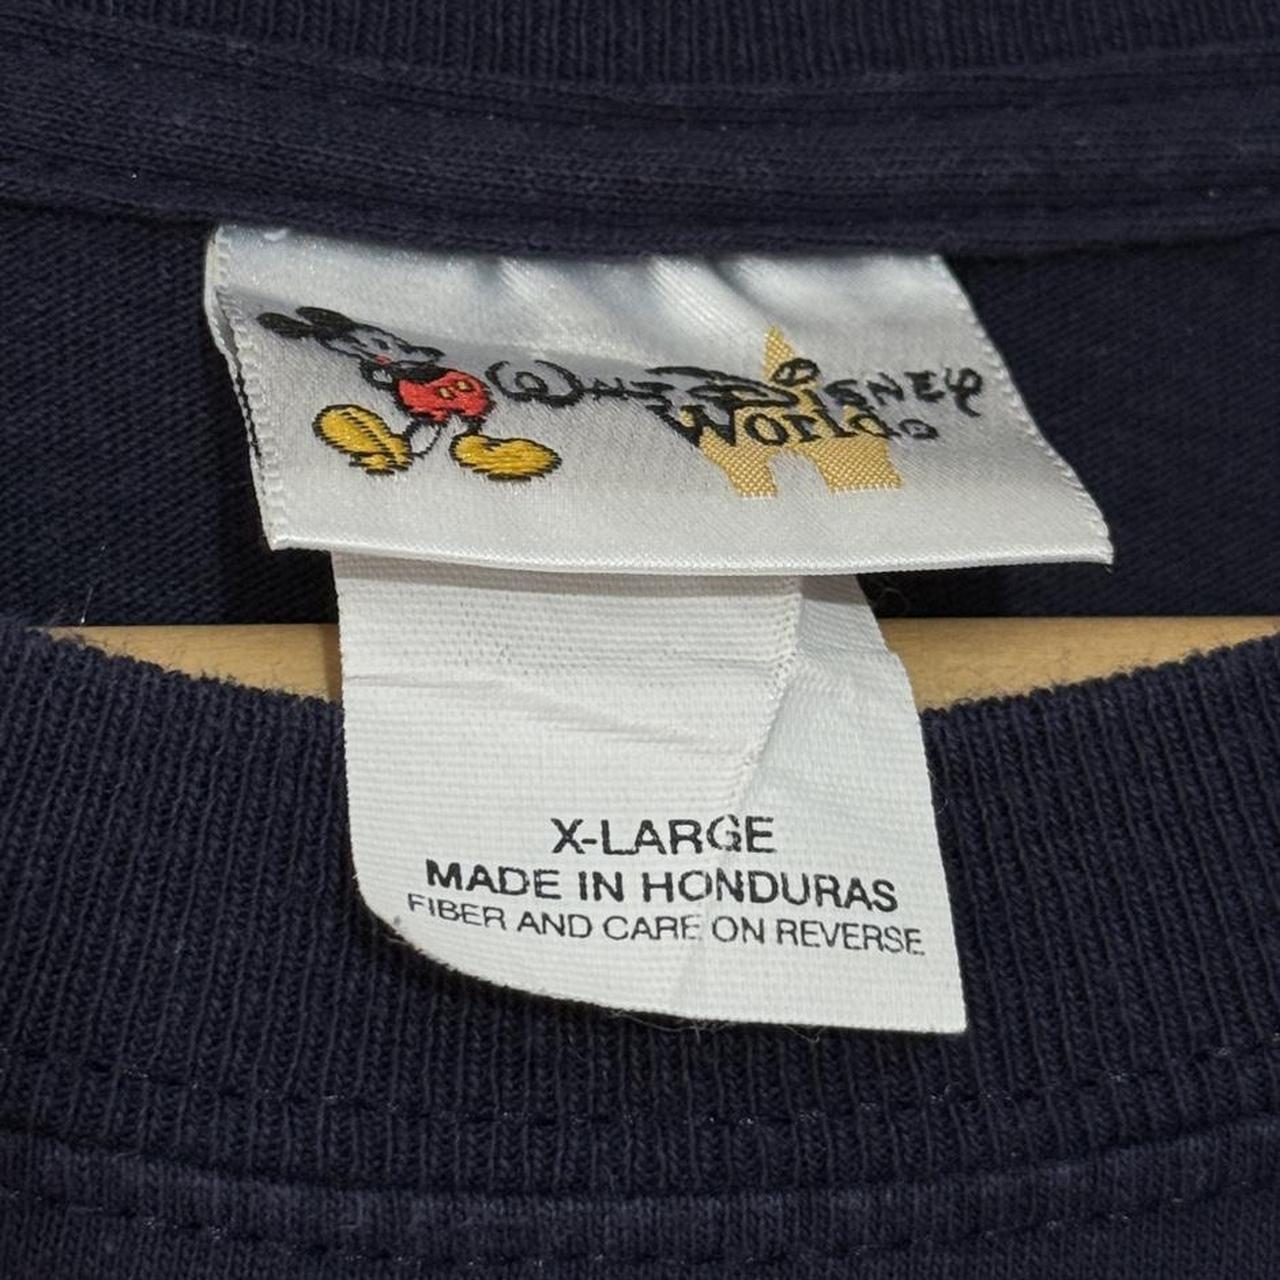 Walt Disney
World
X-LARGE
MADE IN HONDURAS
FIBER AND CARE ON REVERSE